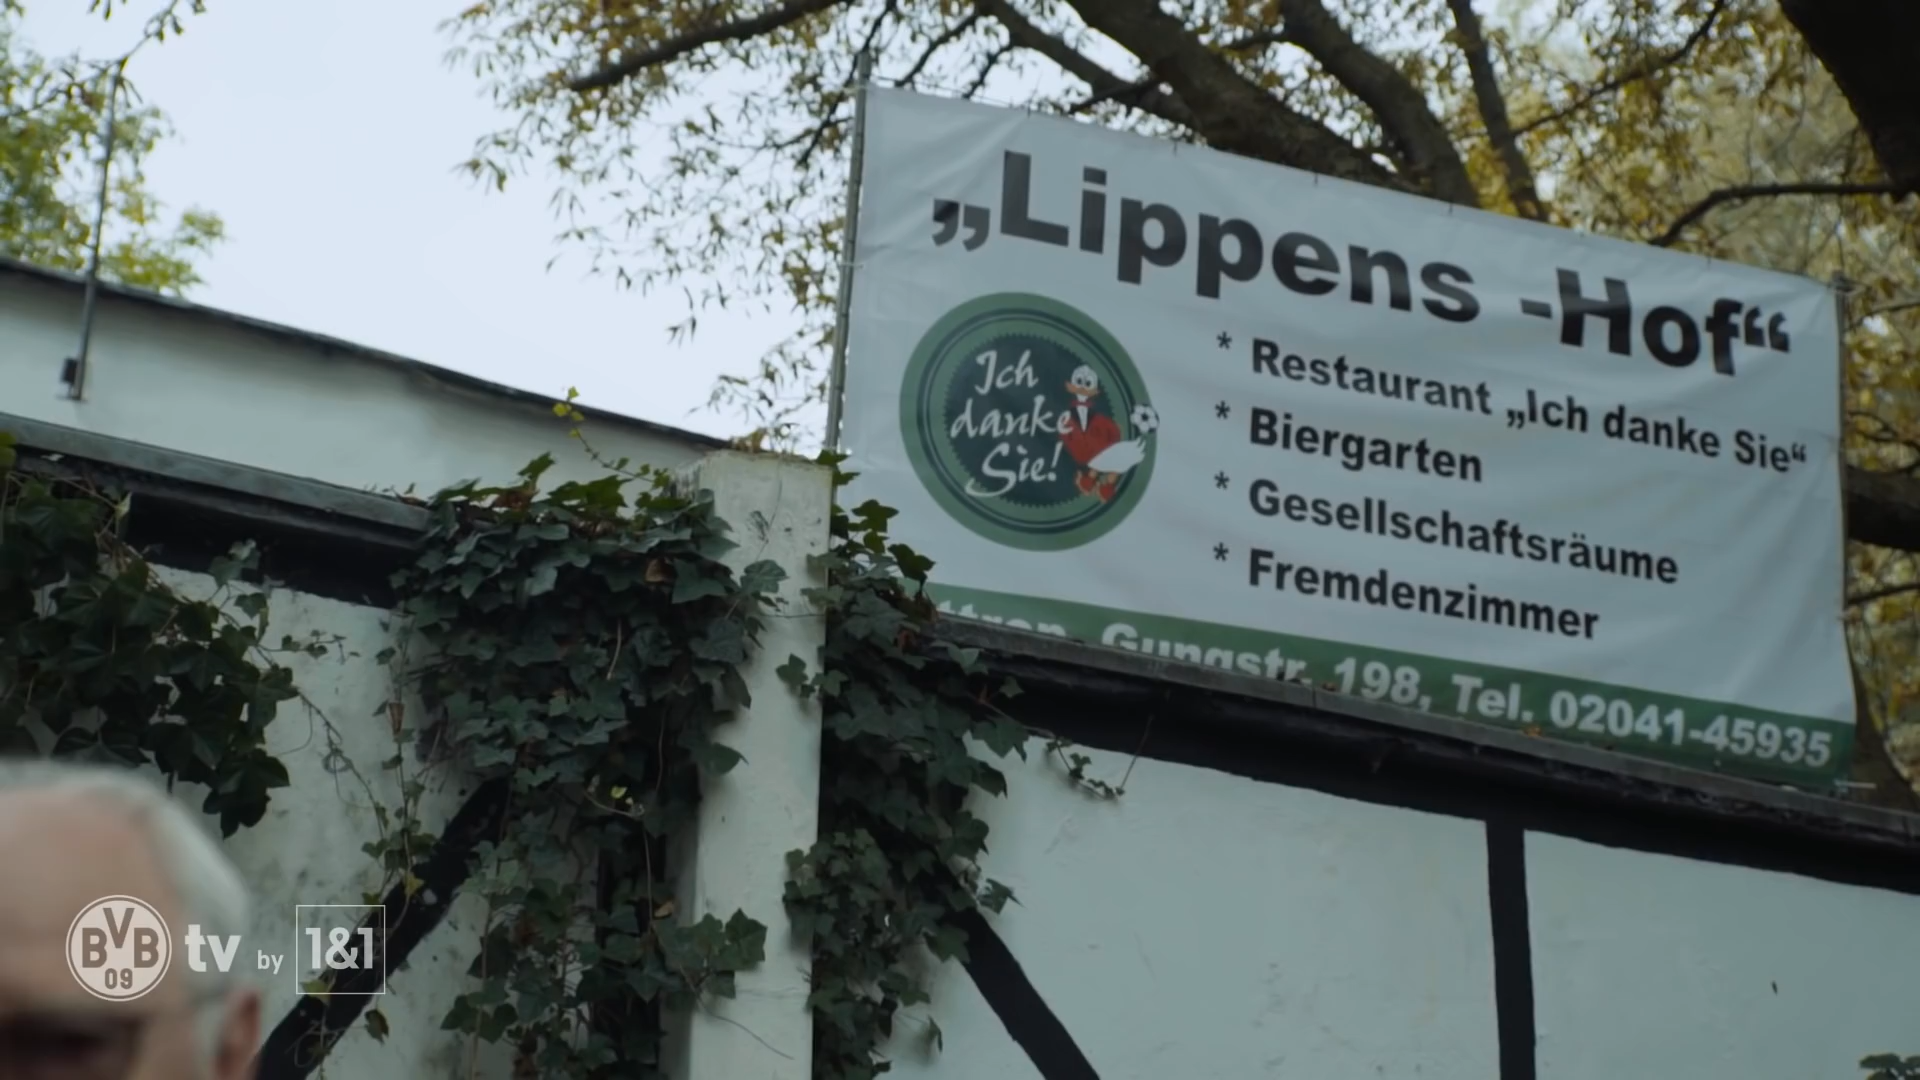 „Lippens -Hof“
Ich
danke
Sie!
* Restaurant „Ich danke Sie“
* Biergarten
* Gesellschaftsräume
* Fremdenzimmer
Gungstr. 198, Tel. 02041-45935
BVB
09
tv by 1&1